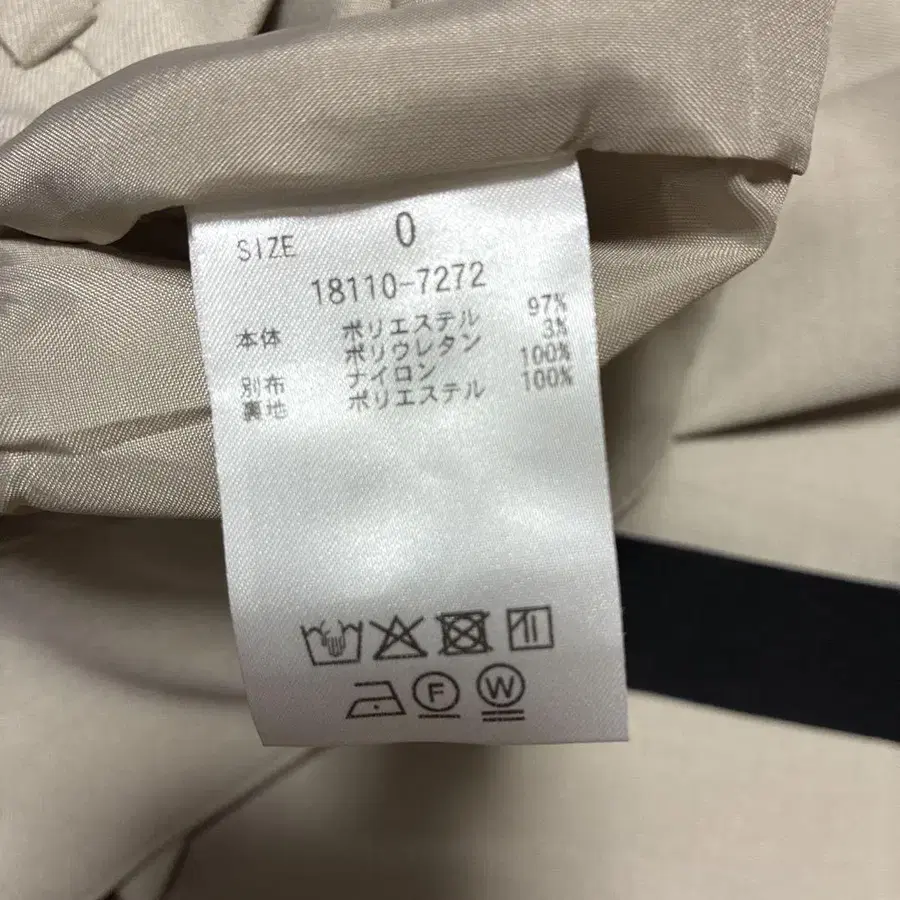 SIZE 0
18110-7272
本体 ポリエステル 97%
ポリウレタン 3%
別布 ナイロン 100%
裏地 ポリエステル 100%
F W